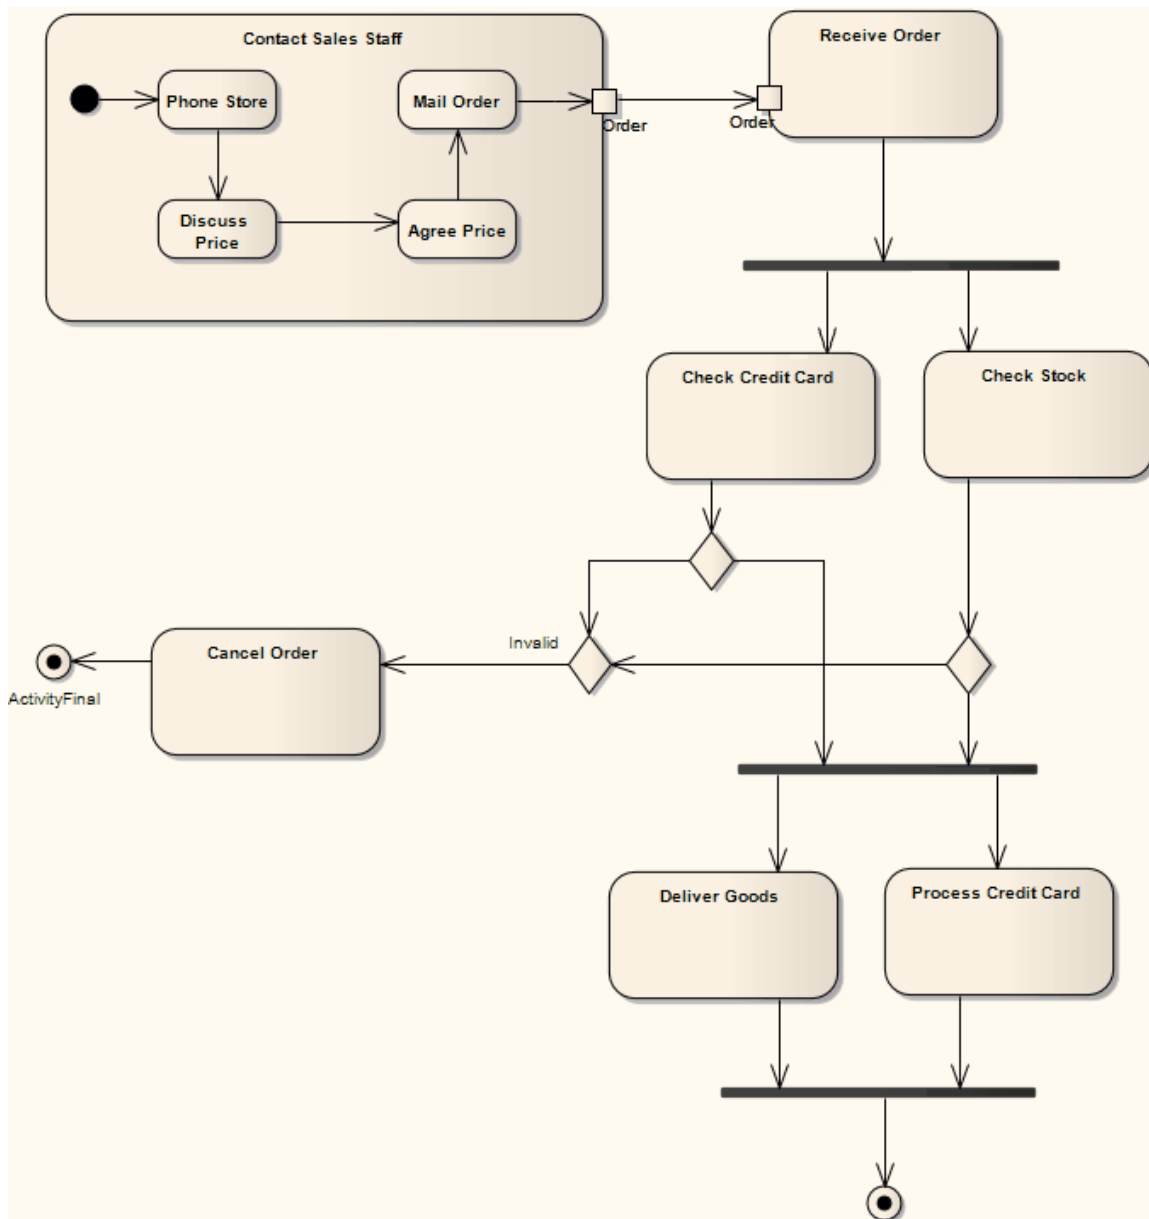 Contact Sales Staff
Receive Order
Phone Store
Mail Order
Order
Order
Discuss
Price
Agree Price
Check Credit Card
Check Stock
Invalid
Cancel Order
ActivityFinal
Deliver Goods
Process Credit Card